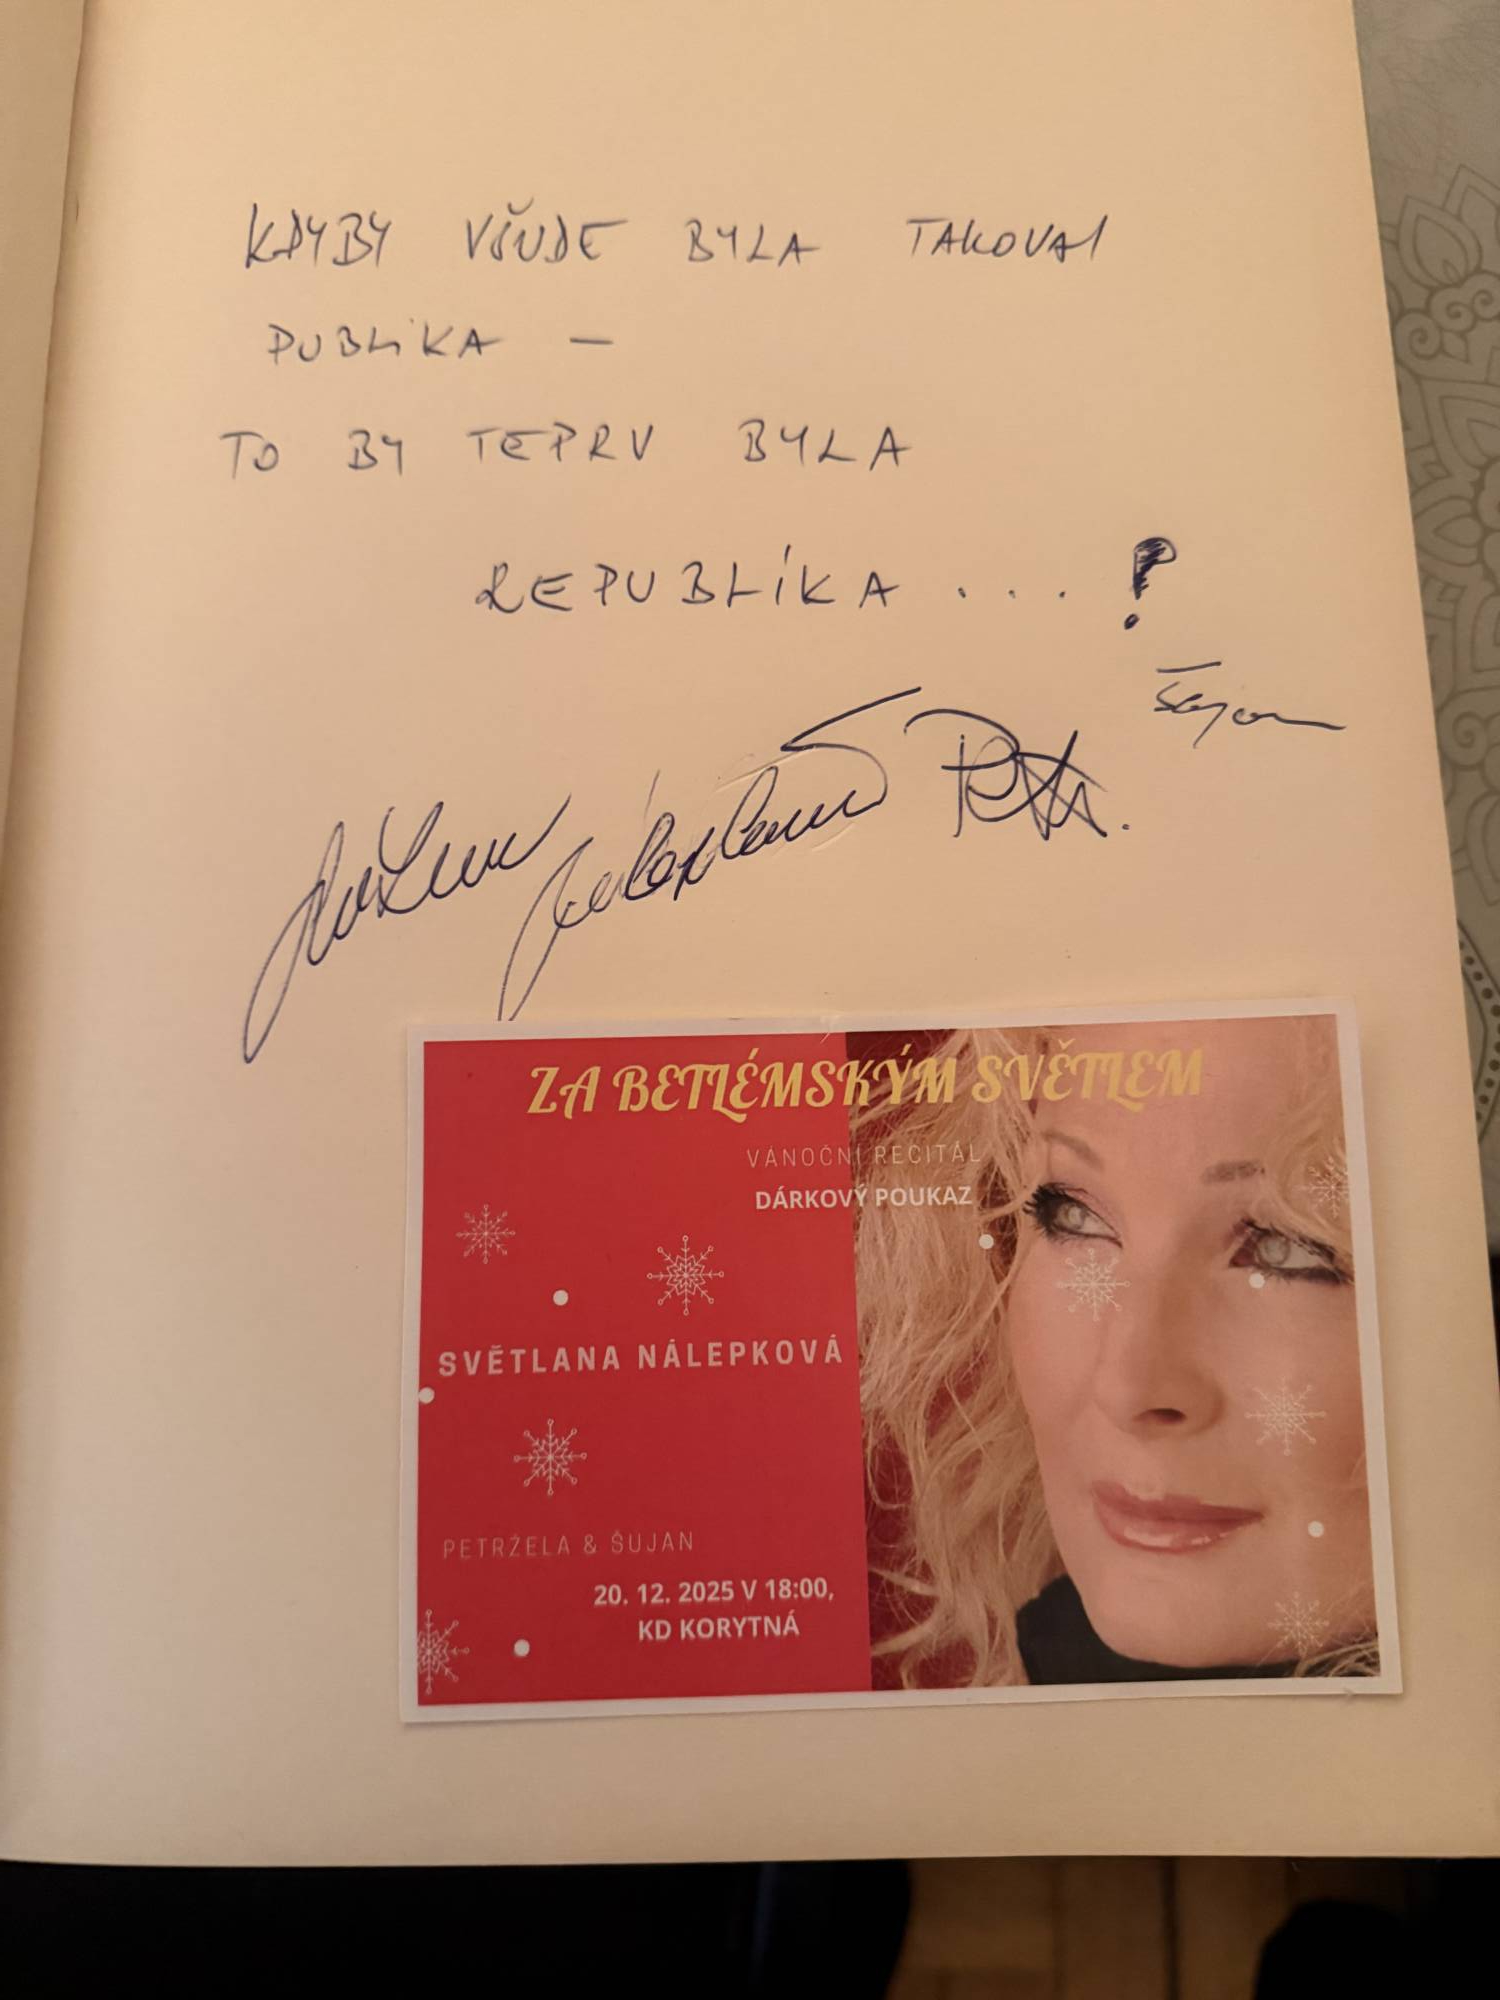 KDYBY VŠUDE BYLA TAKOVÁ
PUBLIKA –
TO BY TEPRV BYLA
REPUBLIKA . . . !
ZA BETLÉMSKÝM SVĚTLEM
VÁNOČNÍ RECITÁL
DÁRKOVÝ POUKAZ
SVĚTLANA NÁLEPKOVÁ
PETRŽELA & ŠUJAN
20. 12. 2025 V 18:00,
KD KORYTNÁ